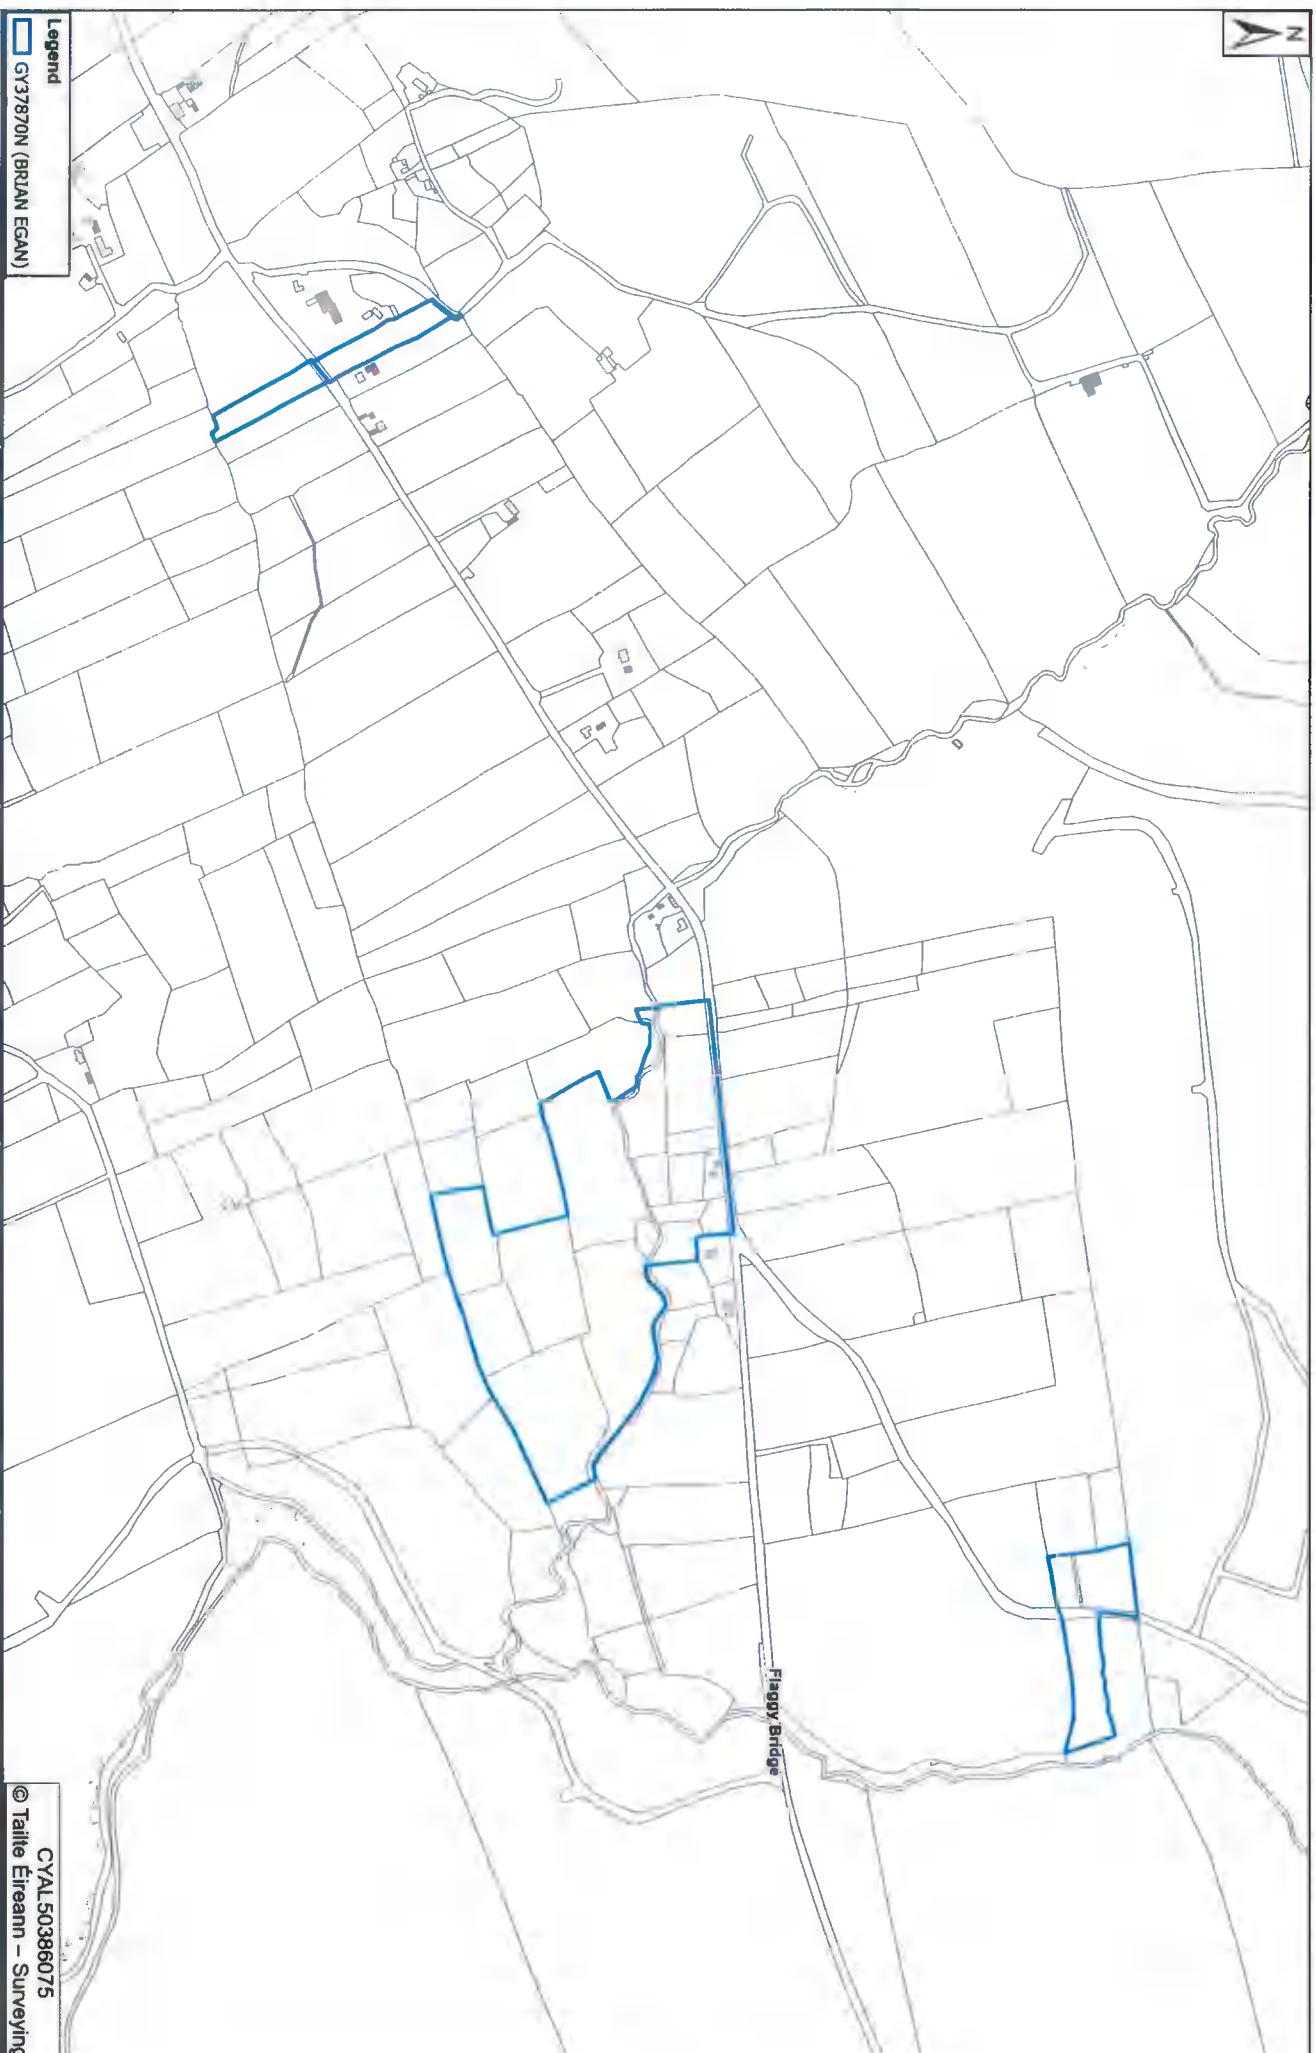 N
Flaggy Bridge
Legend
GY37870N (BRIAN EGAN)
CYAL50386075
© Tailte Éireann – Surveying